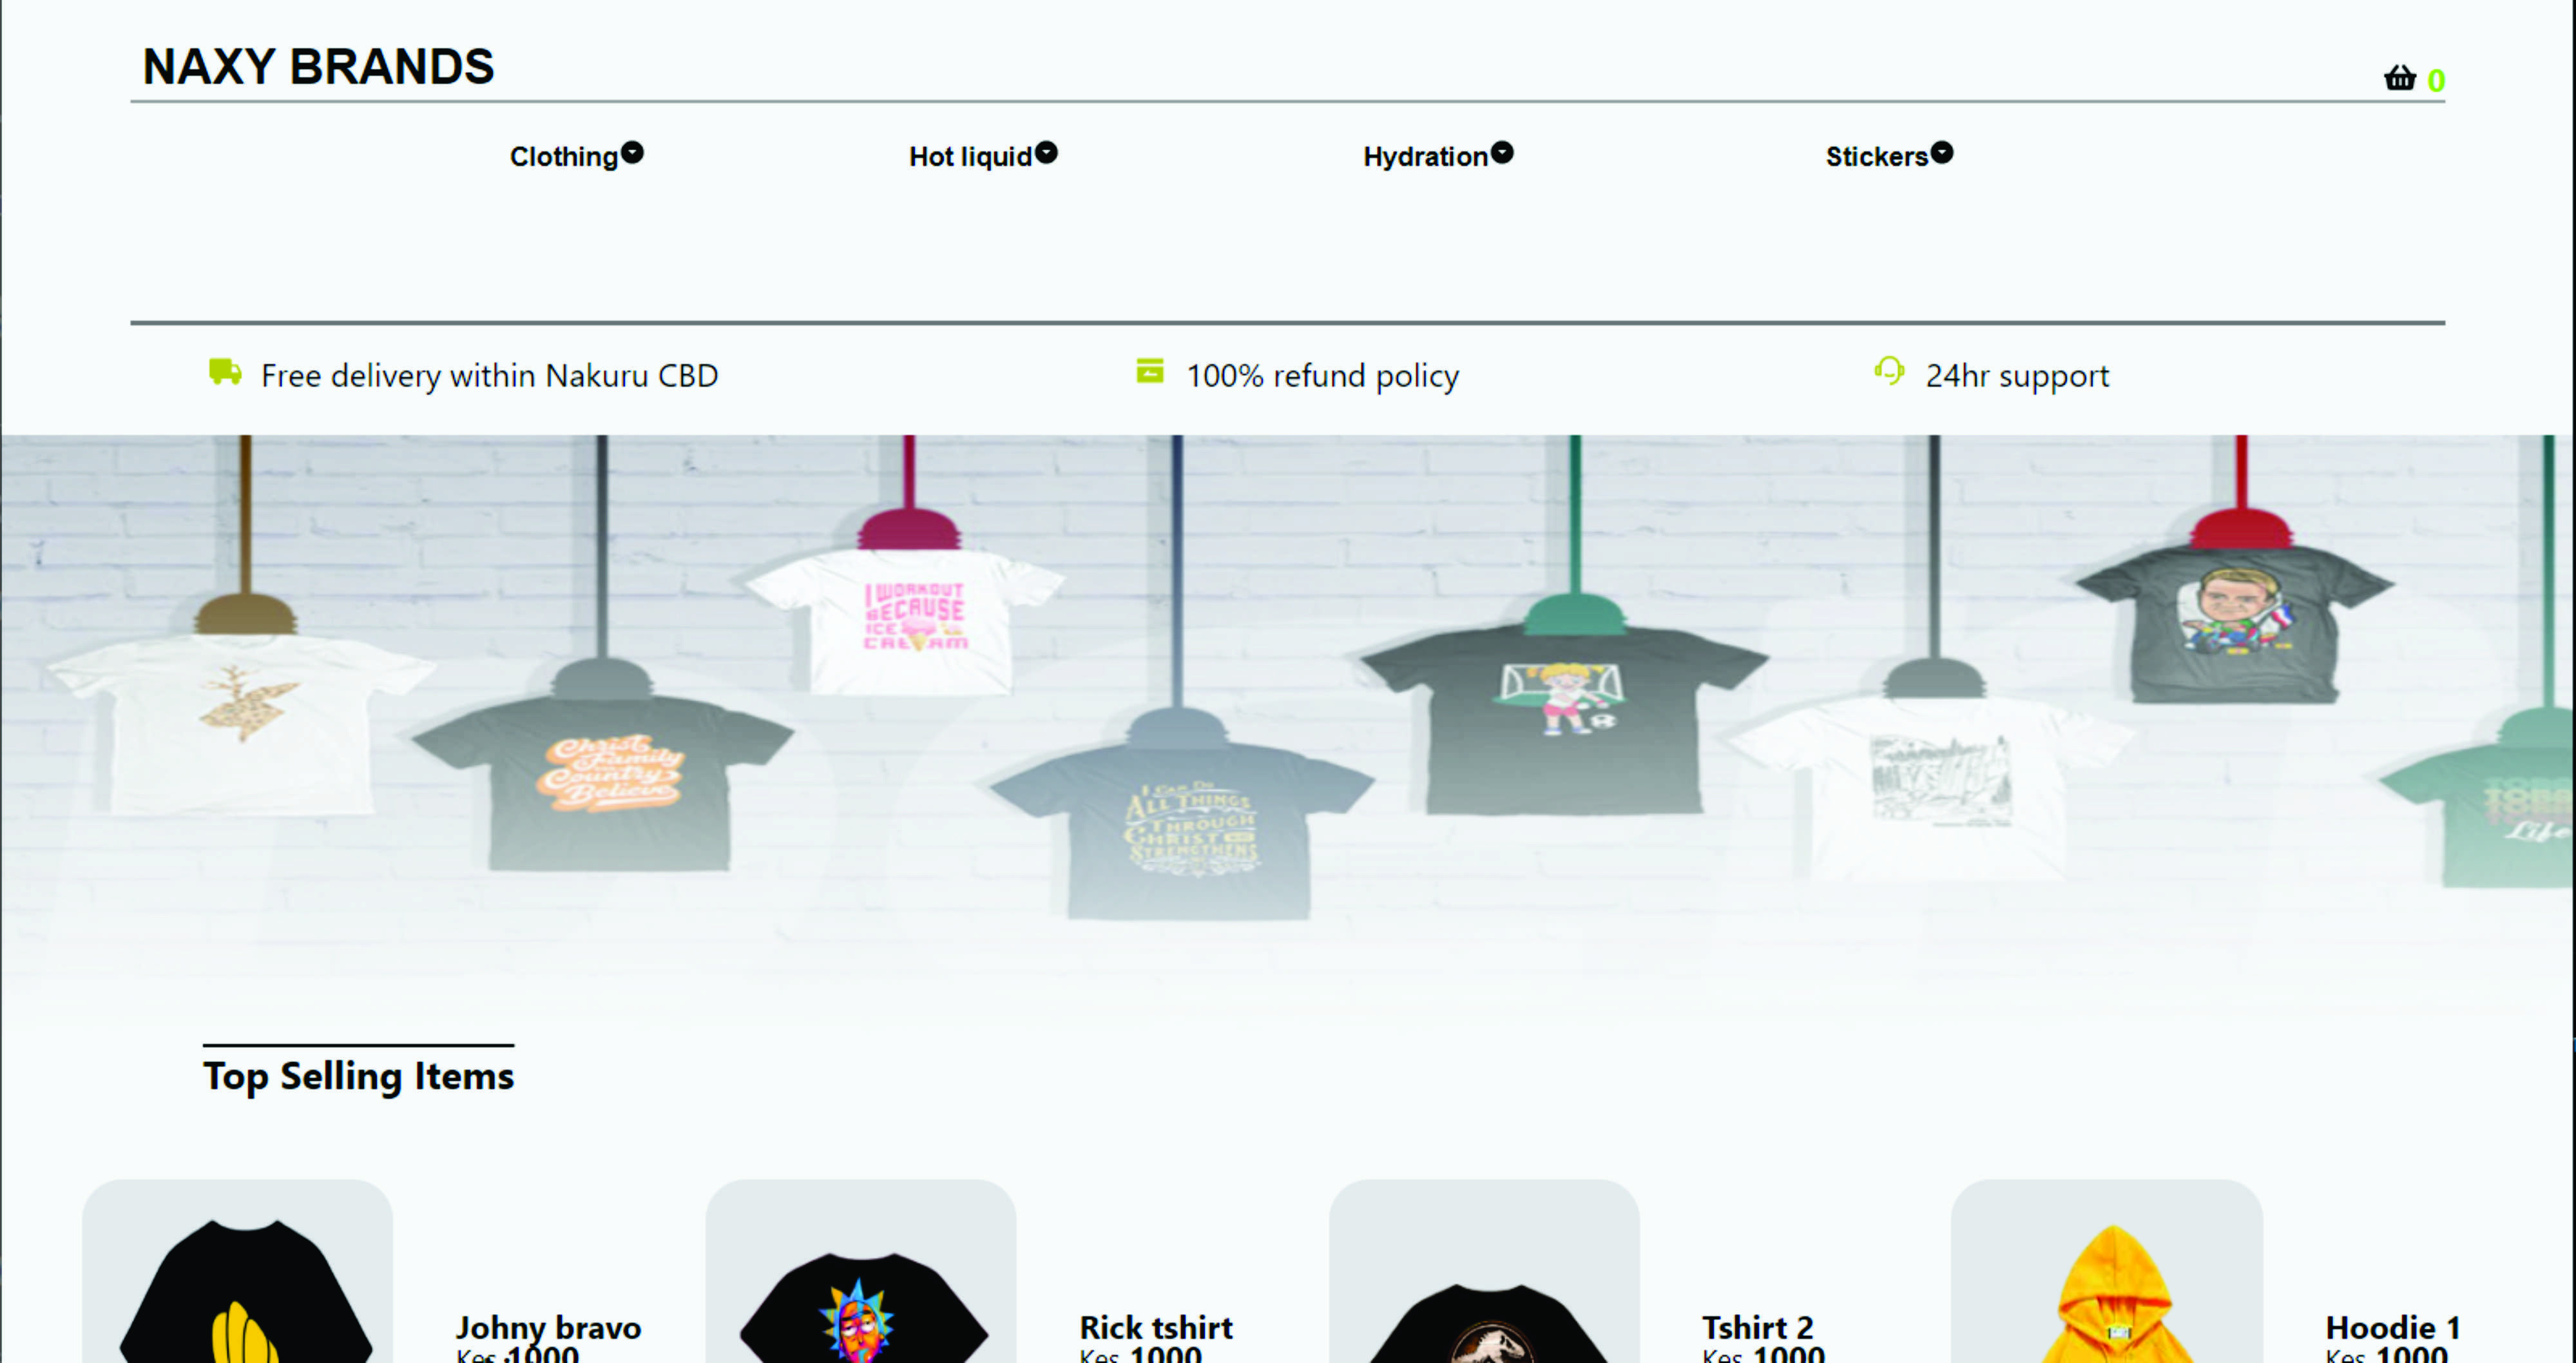 NAXY BRANDS
0
Clothing
Hot liquid
Hydration
Stickers
Free delivery within Nakuru CBD
100% refund policy
24hr support
I WORKOUT
BECAUSE
ICE
CREAM
Christ
Family
Country
Believe
I Can Do
ALL THINGS
THROUGH
CHRIST
STRENGTHENS
Life
Top Selling Items
Johny bravo
Kes 1000
Rick tshirt
Kes 1000
Tshirt 2
Kes 1000
Hoodie 1
Kes 1000